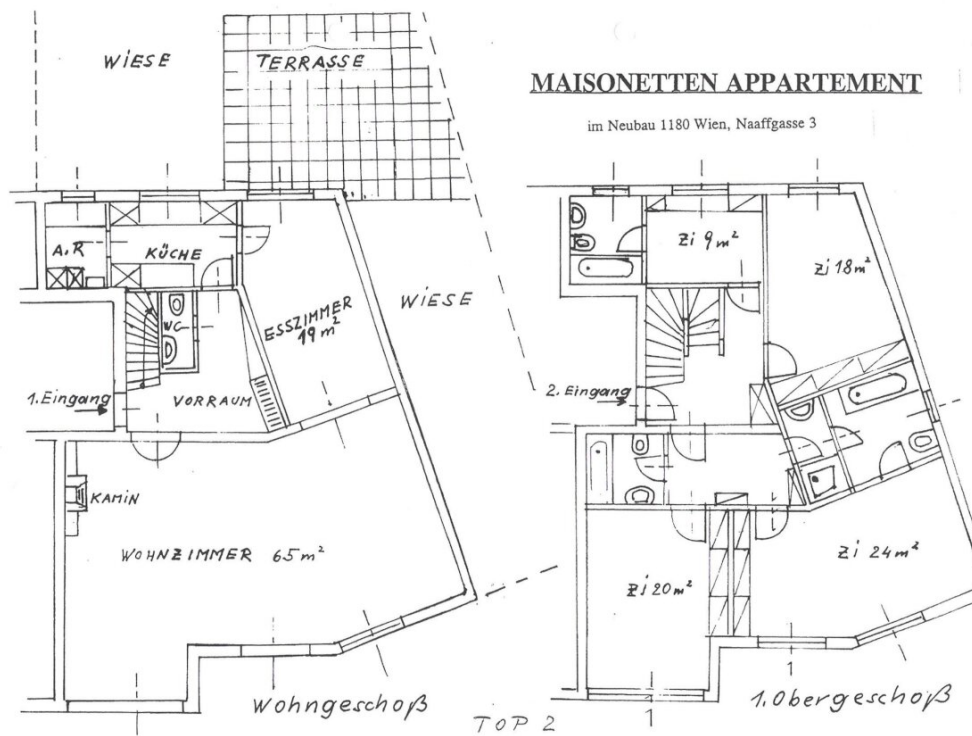 WIESE
TERRASSE
MAISONETTEN APPARTEMENT
im Neubau 1180 Wien, Naaffgasse 3
A.R
KÜCHE
WC
ESSZIMMER
19 m²
WIESE
1. Eingang
VORRAUM
KAMIN
WOHNZIMMER 65 m²
Wohngeschoß
TOP 2
Zi 9 m²
Zi 18 m²
2. Eingang
Zi 20 m²
Zi 24 m²
1
1
1. Obergeschoß